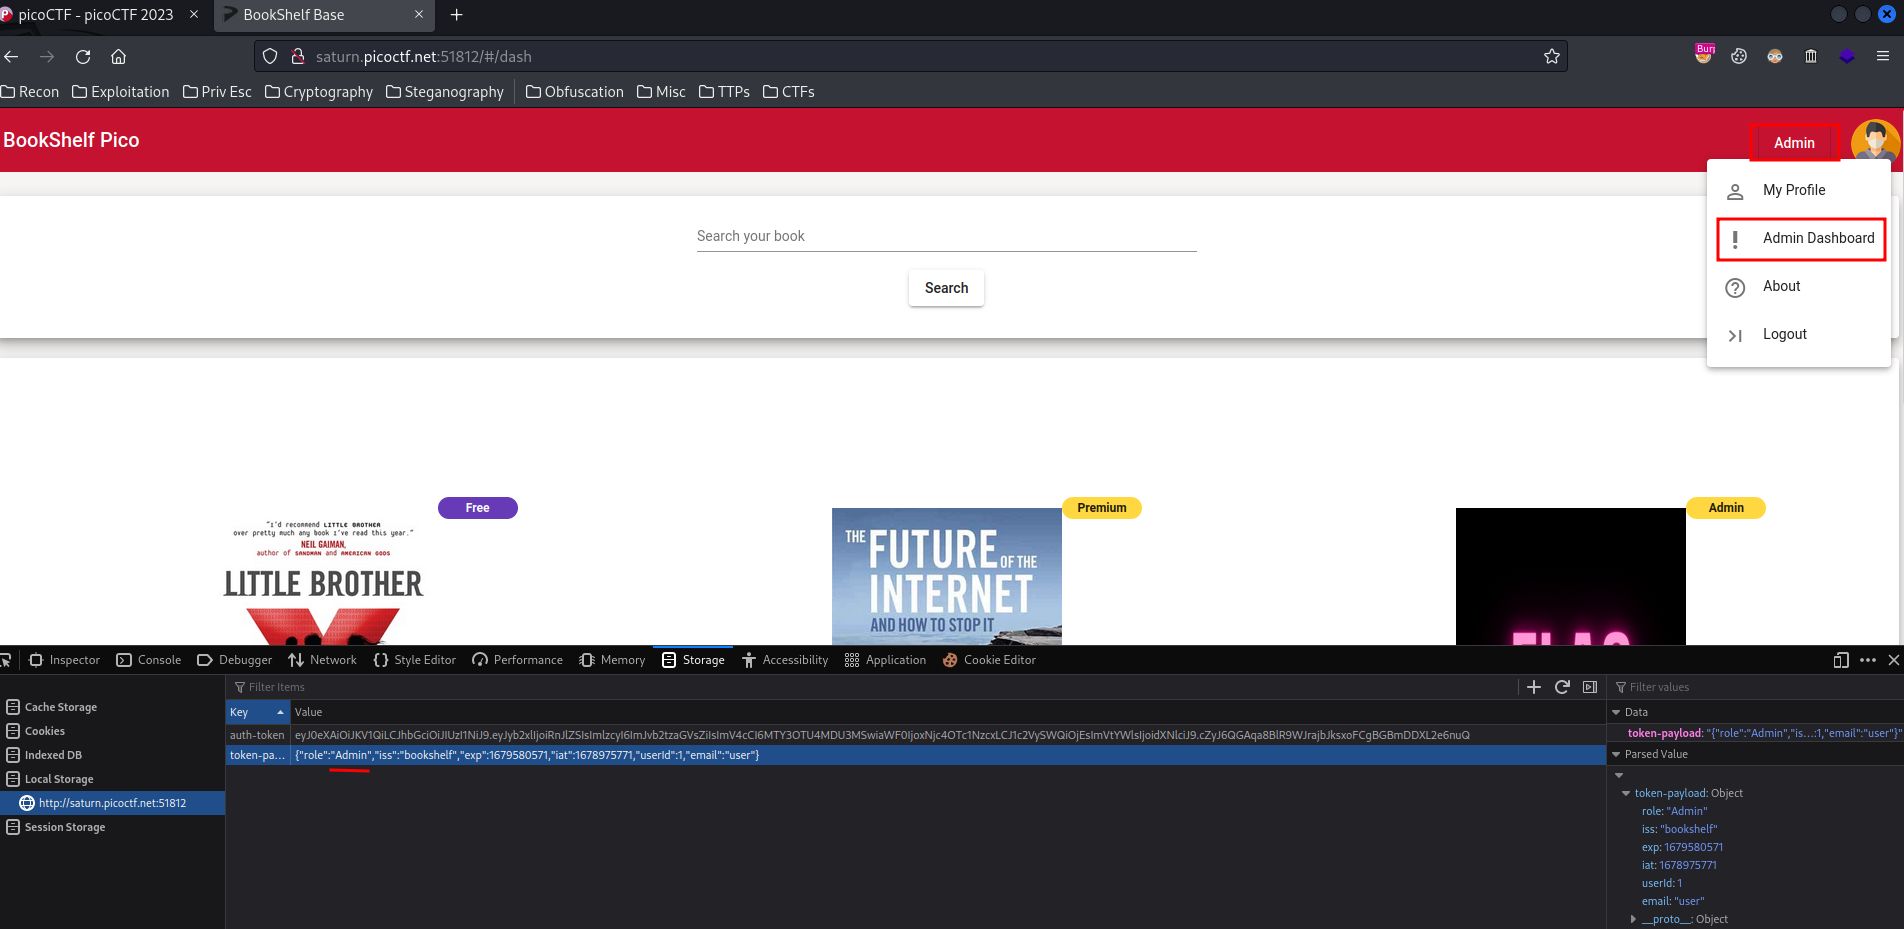 picoCTF - picoCTF 2023
BookShelf Base
saturn.picoctf.net:51812/#/dash
Burp
Recon
Exploitation
Priv Esc
Cryptography
Steganography
Obfuscation
Misc
TTPs
CTFs
BookShelf Pico
Admin
My Profile
Admin Dashboard
About
Logout
Search your book
Search
Free
Premium
Admin
"I'd recommend LITTLE BROTHER
over pretty much any book I've read this year."
NEIL GAIMAN,
author of SANDMAN and AMERICAN GODS
LITTLE BROTHER
THE FUTURE OF THE
INTERNET
AND HOW TO STOP IT
FLAG
Inspector
Console
Debugger
Network
Style Editor
Performance
Memory
Storage
Accessibility
Application
Cookie Editor
Cache Storage
Cookies
Indexed DB
Local Storage
http://saturn.picoctf.net:51812
Session Storage
Filter Items
Key
Value
auth-token
token-pa...
{"role":"Admin","iss":"bookshelf","exp":1679580571,"iat":1678975771,"userId":1,"email":"user"}
Filter values
Data
token-payload: "{"role":"Admin","is...:1,"email":"user"}"
Parsed Value
token-payload: Object
role: "Admin"
iss: "bookshelf"
exp: 1679580571
iat: 1678975771
userId: 1
email: "user"
__proto__: Object